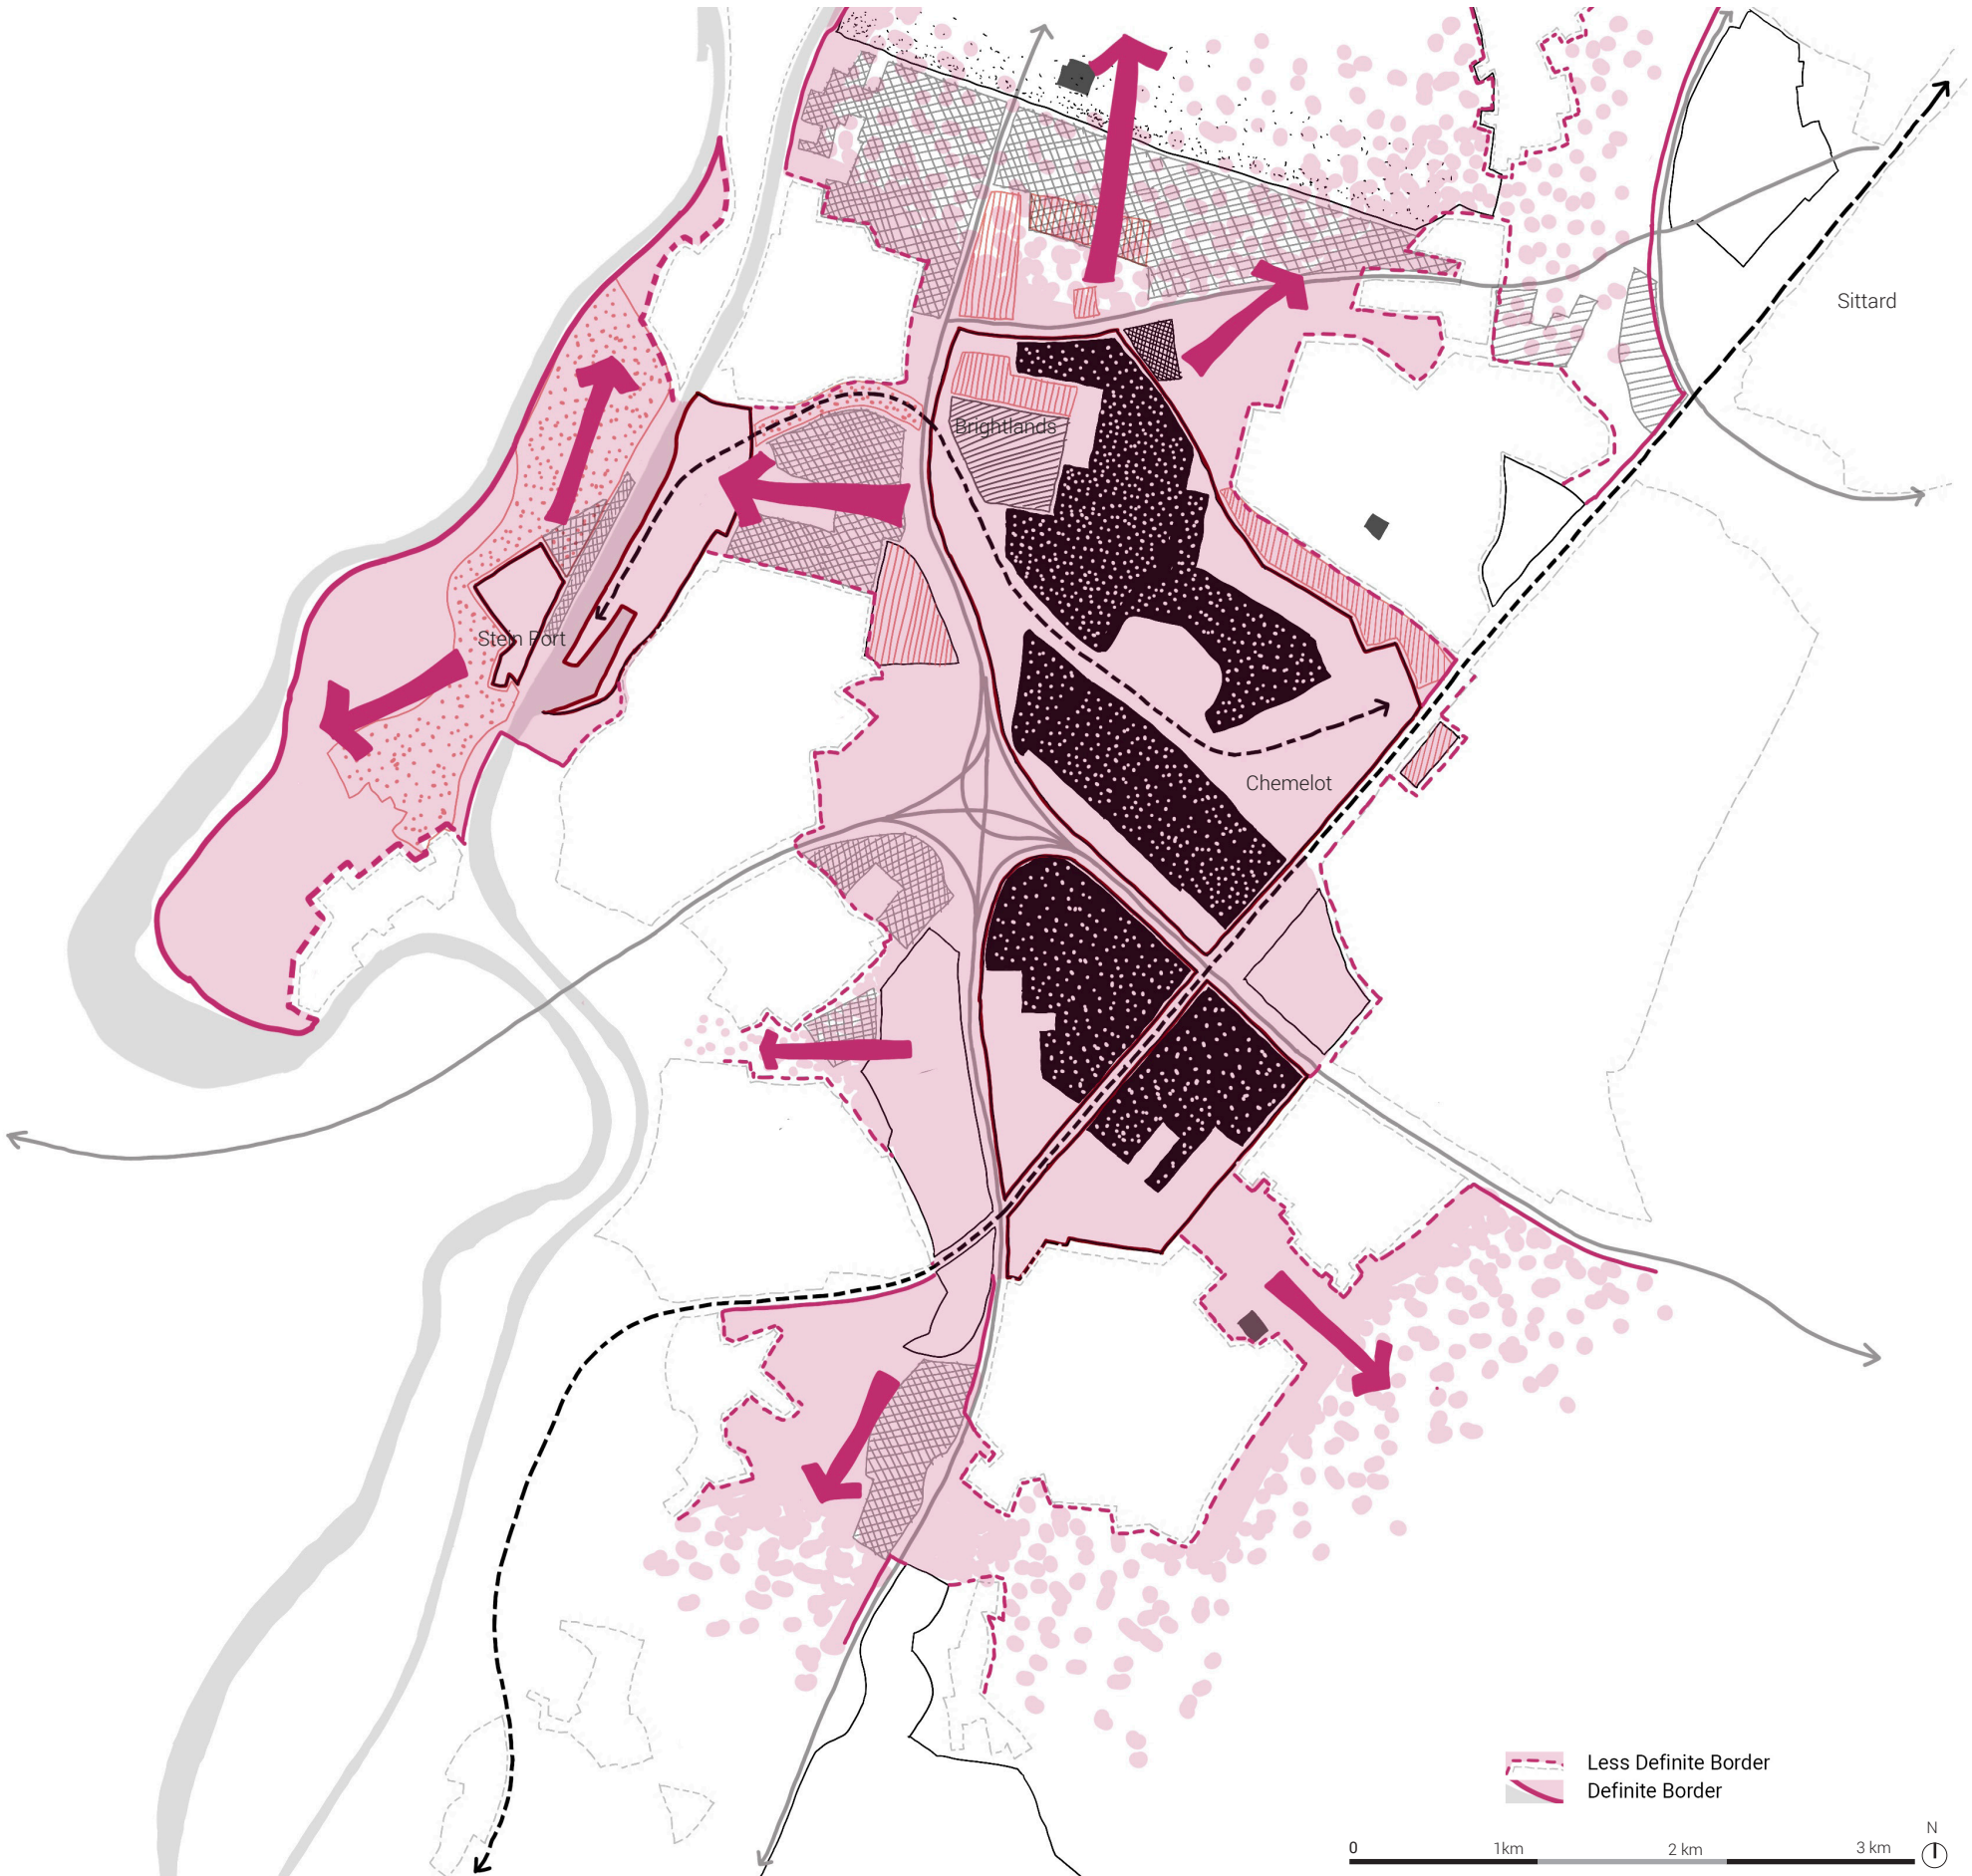 Sittard
Brightlands
Stein Port
Chemelot
Less Definite Border
Definite Border
N
0 1km 2 km 3 km